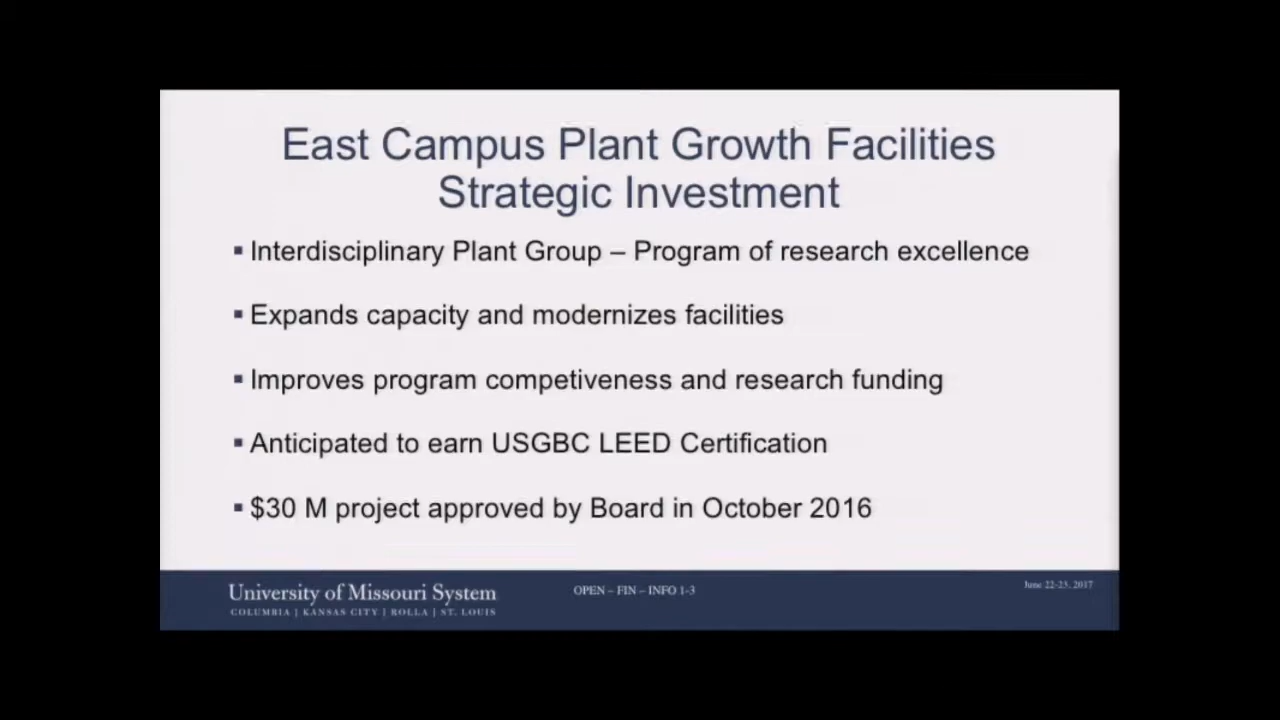 East Campus Plant Growth Facilities
Strategic Investment
▪ Interdisciplinary Plant Group – Program of research excellence
▪ Expands capacity and modernizes facilities
▪ Improves program competiveness and research funding
▪ Anticipated to earn USGBC LEED Certification
▪ $30 M project approved by Board in October 2016
University of Missouri System
COLUMBIA | KANSAS CITY | ROLLA | ST. LOUIS
OPEN – FIN – INFO 1-3
June 22-23, 2017